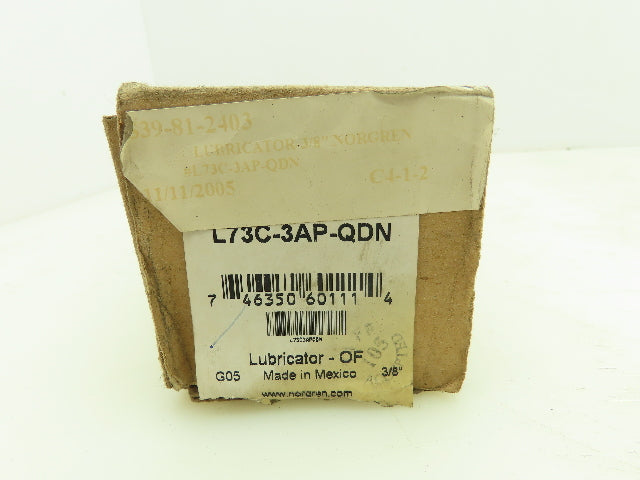 39-81-2403
LUBRICATOR 3/8" NORGREN
#L73C-3AP-QDN
11/11/2005 C4-1-2
L73C-3AP-QDN
7 46350 60111 4
L73C3APQDN
Lubricator - OF
G05 Made in Mexico 3/8"
www.norgren.com